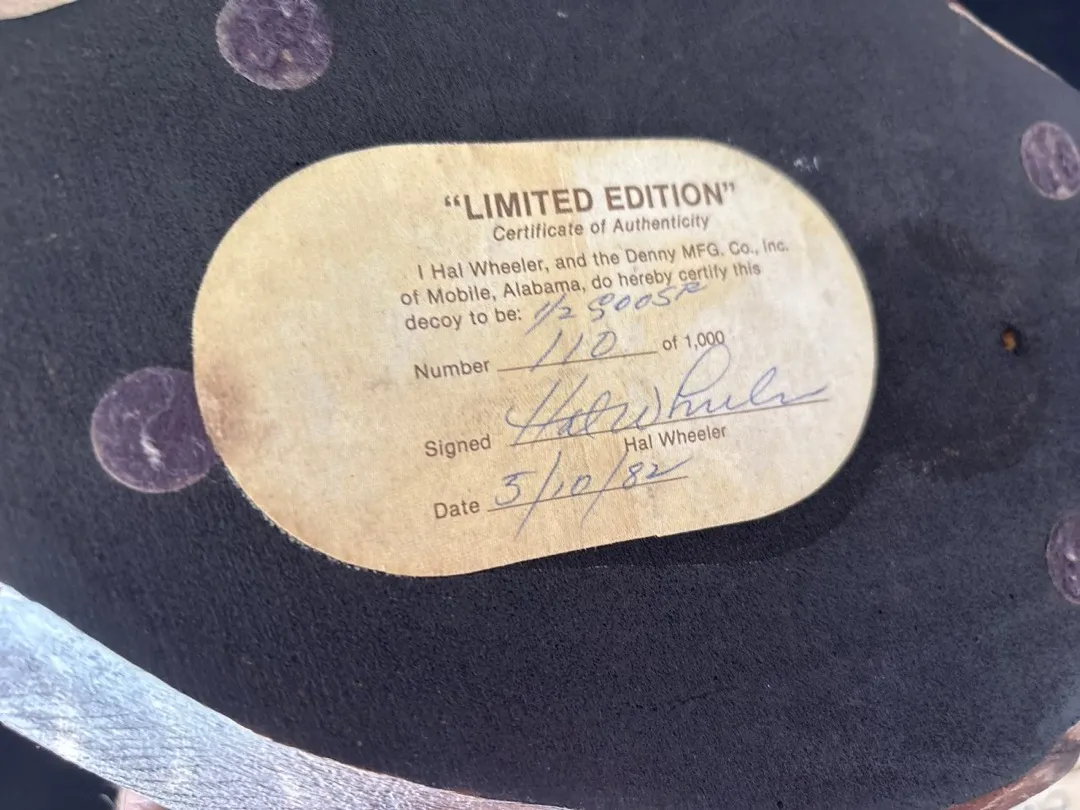 “LIMITED EDITION”
Certificate of Authenticity
I Hal Wheeler, and the Denny MFG. Co., Inc.
of Mobile, Alabama, do hereby certify this
decoy to be: 1/2 GOOSE
Number 110 of 1,000
Signed Hal Wheeler
Hal Wheeler
Date 5/10/82